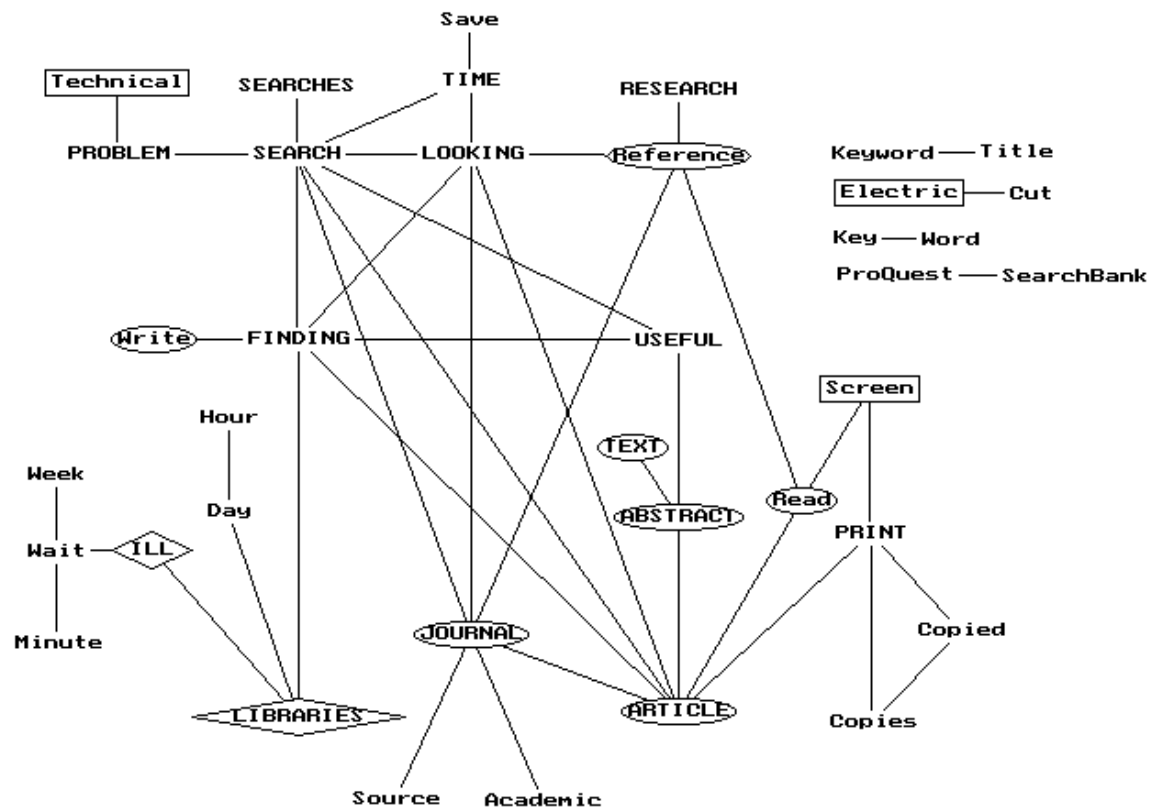 Save
Technical
SEARCHES
TIME
RESEARCH
PROBLEM
SEARCH
LOOKING
Reference
Keyword
Title
Electric
Cut
Key
Word
ProQuest
SearchBank
Write
FINDING
USEFUL
Screen
Hour
TEXT
Week
Day
Read
ABSTRACT
PRINT
Wait
ILL
Minute
JOURNAL
Copied
LIBRARIES
ARTICLE
Copies
Source
Academic